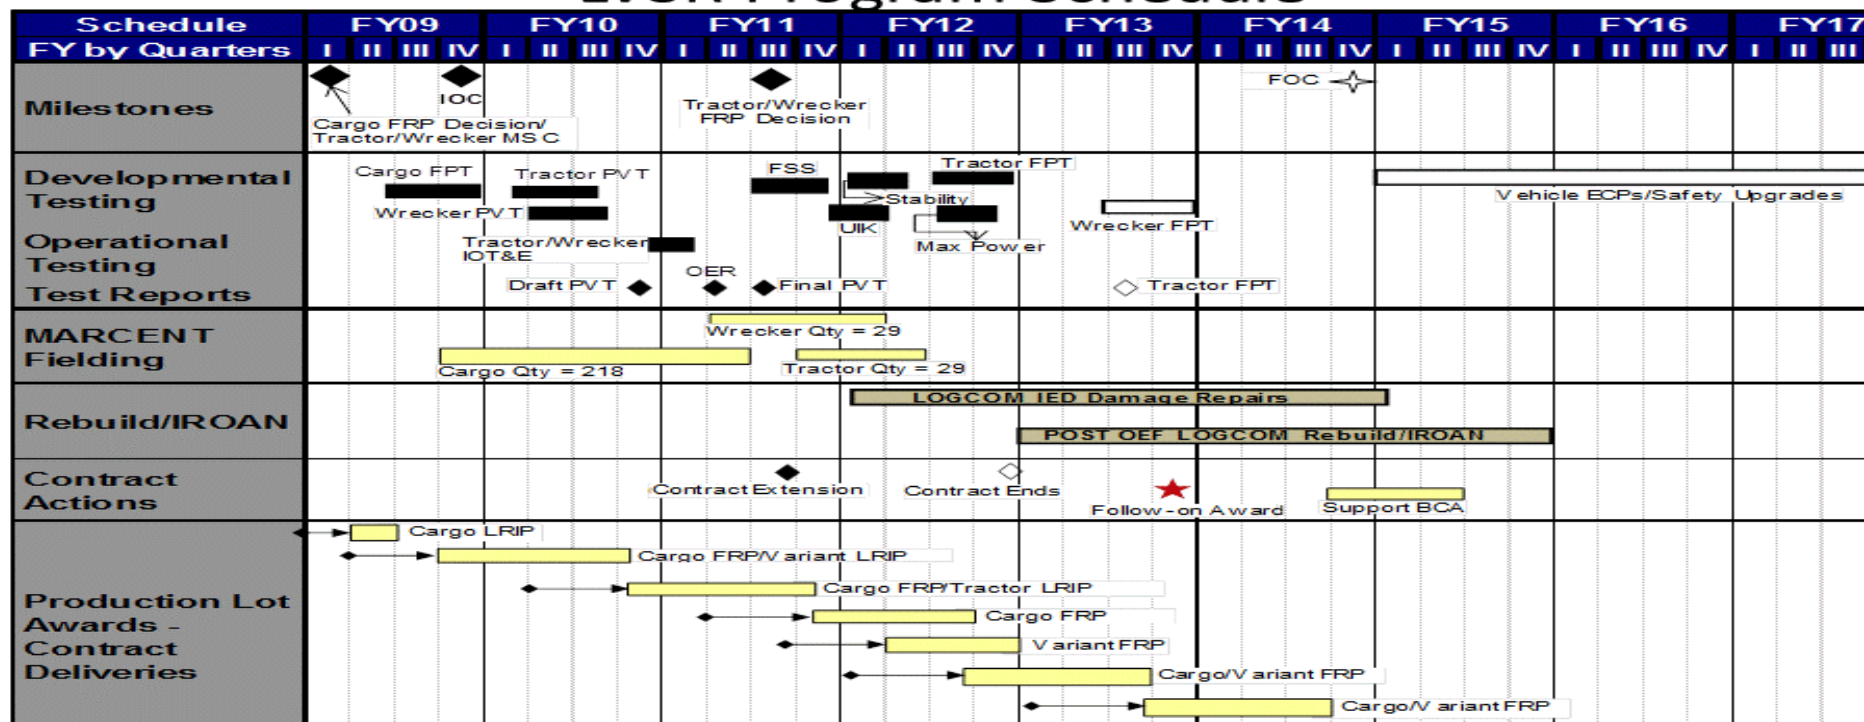 Program Schedule
Schedule FY09 FY10 FY11 FY12 FY13 FY14 FY15 FY16 FY17
FY by Quarters I II III IV I II III IV I II III IV I II III IV I II III IV I II III IV I II III IV I II III IV I II III
Milestones
IOC
Cargo FRP Decision/
Tractor/Wrecker MS C
Tractor/Wrecker
FRP Decision
FOC
Developmental
Testing
Cargo FPT
Tractor PVT
Wrecker PVT
FSS
Tractor FPT
Stability
UIK
Max Power
Wrecker FPT
Vehicle ECPs/Safety Upgrades
Operational
Testing
Tractor/Wrecker
IOT&E
Test Reports
Draft PVT
OER
Final PVT
Tractor FPT
MARCENT
Fielding
Wrecker Qty = 29
Cargo Qty = 218
Tractor Qty = 29
Rebuild/IROAN
LOGCOM IED Damage Repairs
POST OEF LOGCOM Rebuild/IROAN
Contract
Actions
Contract Extension
Contract Ends
Follow-on Award
Support BCA
Production Lot
Awards -
Contract
Deliveries
Cargo LRIP
Cargo FRP/Variant LRIP
Cargo FRP/Tractor LRIP
Cargo FRP
Variant FRP
Cargo/Variant FRP
Cargo/Variant FRP